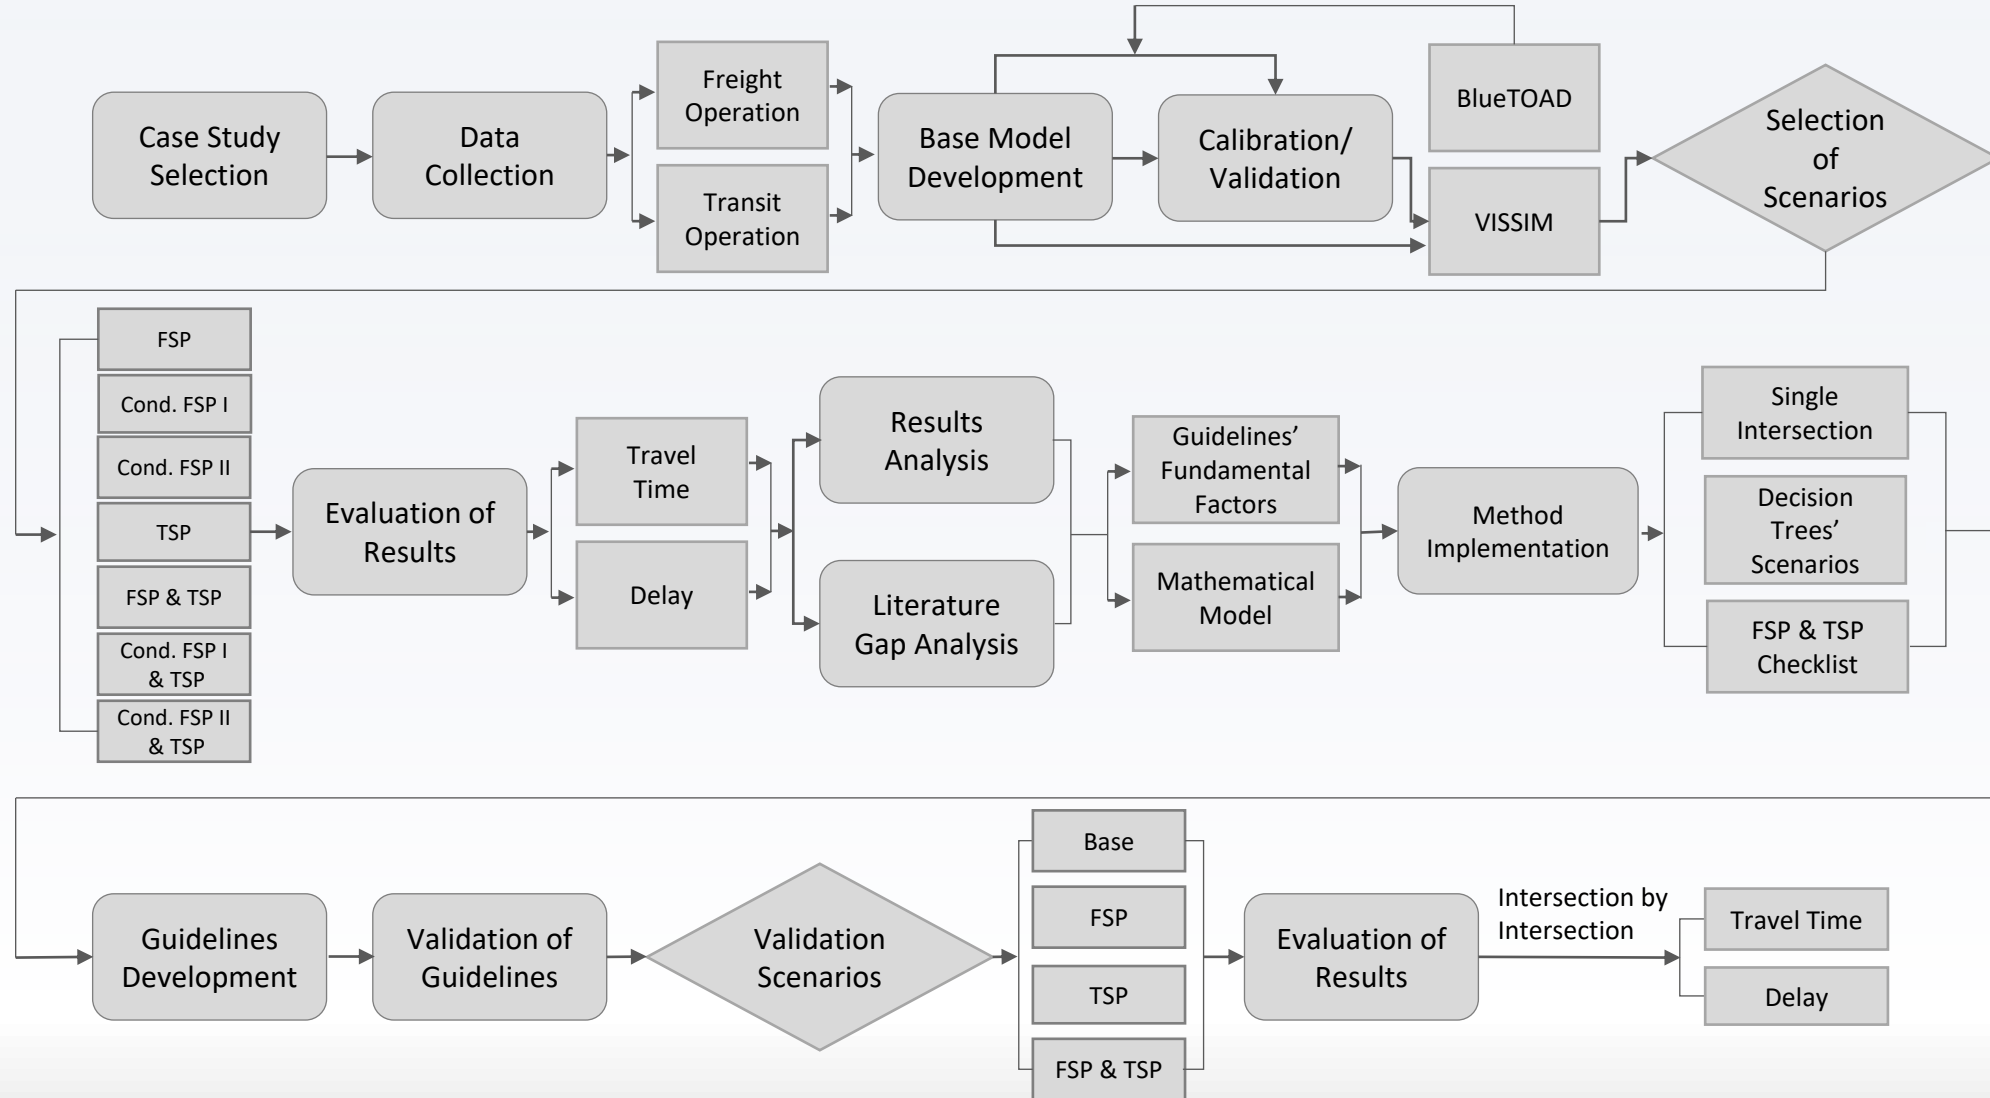 Case Study
Selection
Data
Collection
Freight
Operation
Transit
Operation
Base Model
Development
Calibration/
Validation
BlueTOAD
VISSIM
Selection
of
Scenarios
FSP
Cond. FSP I
Cond. FSP II
TSP
FSP & TSP
Cond. FSP I
& TSP
Cond. FSP II
& TSP
Evaluation of
Results
Travel
Time
Delay
Results
Analysis
Literature
Gap Analysis
Guidelines’
Fundamental
Factors
Mathematical
Model
Method
Implementation
Single
Intersection
Decision
Trees’
Scenarios
FSP & TSP
Checklist
Guidelines
Development
Validation of
Guidelines
Validation
Scenarios
Base
FSP
TSP
FSP & TSP
Evaluation of
Results
Intersection by
Intersection
Travel Time
Delay